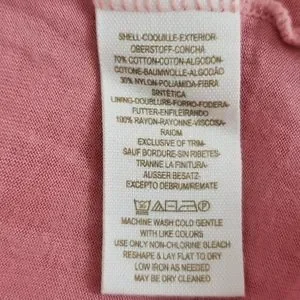 SHELL-COQUILLE-EXTERIOR-
OBERSTOFF-CONCHA
70% COTTON-COTON-ALGODÓN-
COTONE-BAUMWOLLE-ALGODÃO
30% NYLON-POLIAMIDA-FIBRA
SINTÉTICA
LINING-DOUBLURE-FORRO-FODERA-
FUTTER-ENFILEIRANDO
100% RAYON-RAYONNE-VISCOSA-
RAIOM
EXCLUSIVE OF TRIM-
SAUF BORDURE-SIN RIBETES-
TRANNE LA FINITURA-
AUSSER BESATZ-
EXCEPTO DEBRUM/REMATE
MACHINE WASH COLD GENTLE
WITH LIKE COLORS
USE ONLY NON-CHLORINE BLEACH
RESHAPE & LAY FLAT TO DRY
LOW IRON AS NEEDED
MAY BE DRY CLEANED